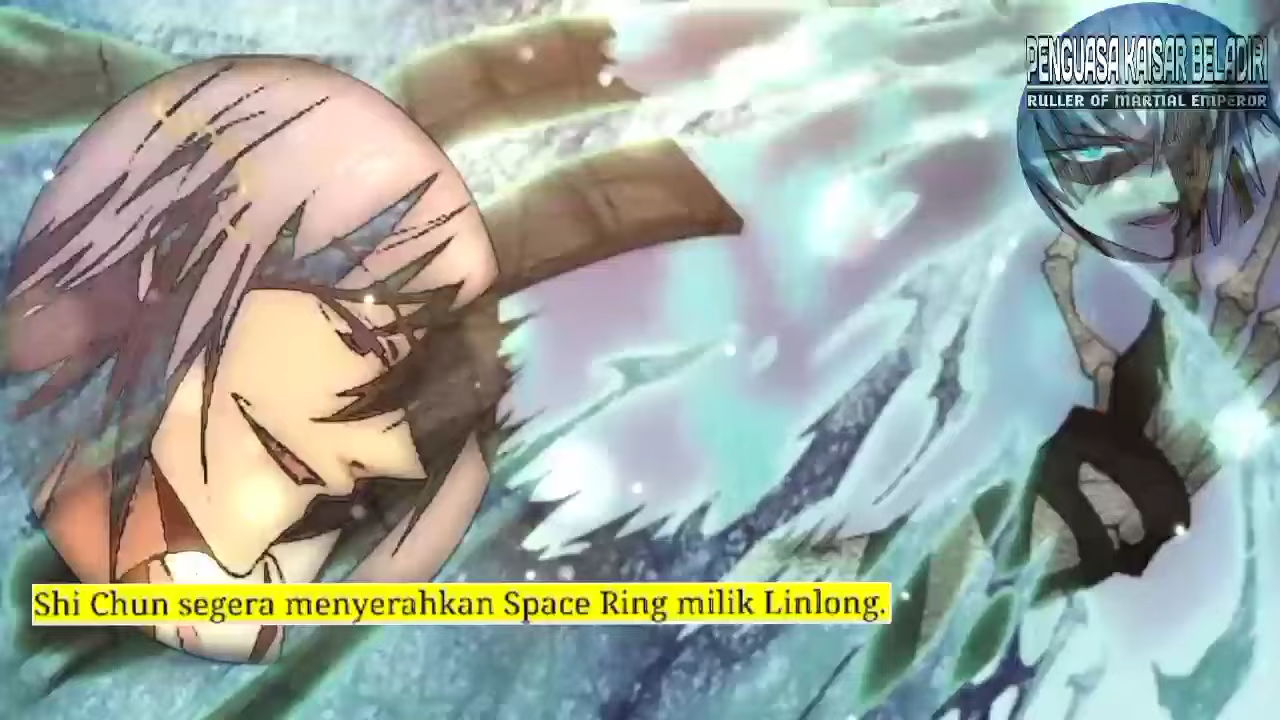 PENGUASA KAISAR BELADIRI
RULLER OF MARTIAL EMPEROR
Shi Chun segera menyerahkan Space Ring milik Linlong.